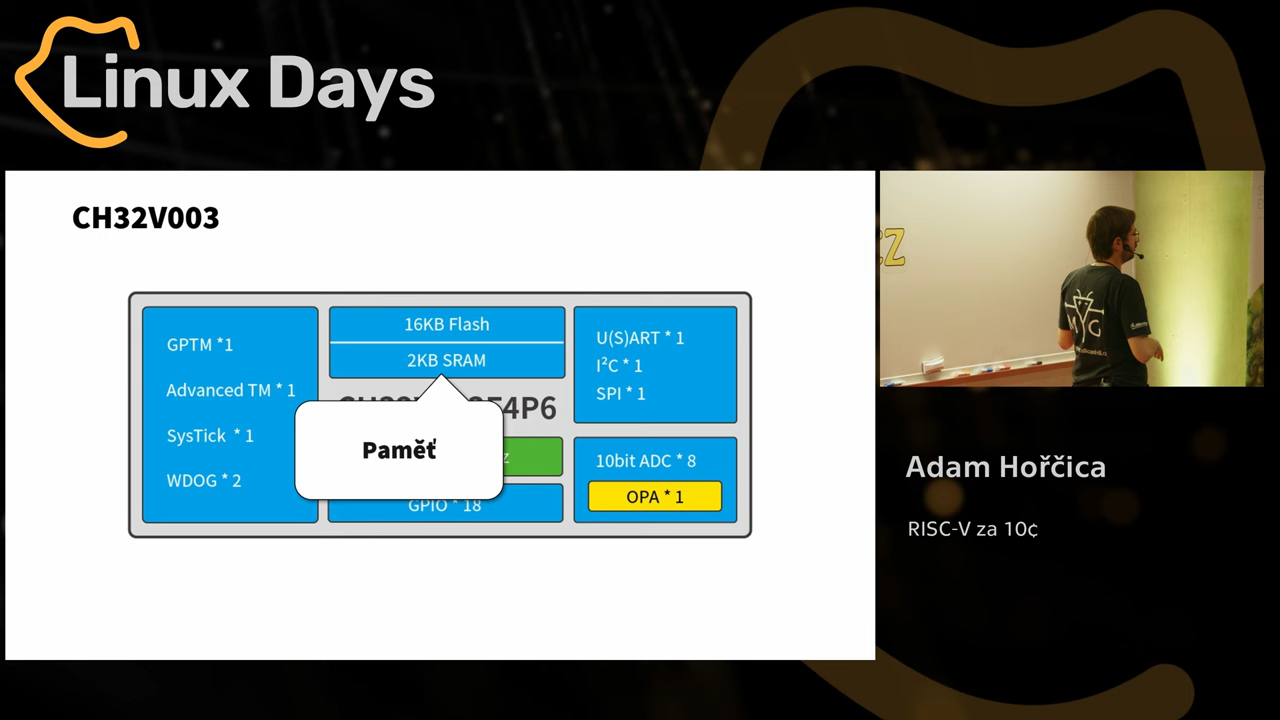 Linux Days
CH32V003
GPTM *1
Advanced TM * 1
SysTick * 1
WDOG * 2
16KB Flash
2KB SRAM
4P6
Paměť
GPIO * 18
U(S)ART * 1
I²C * 1
SPI * 1
10bit ADC * 8
OPA * 1
Adam Hořčica
RISC-V za 10¢